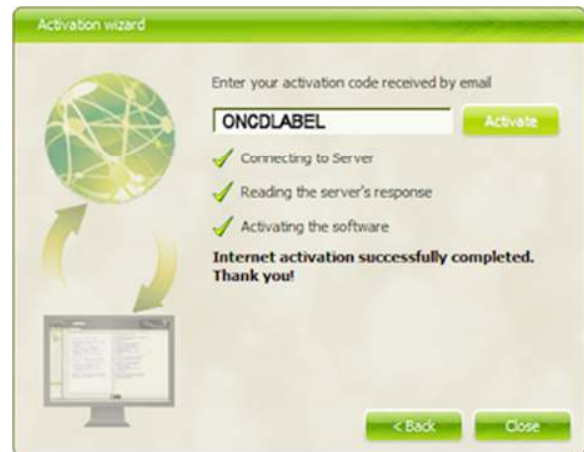 Activation wizard
Enter your activation code received by email
ONCDLABEL
Activate
Connecting to Server
Reading the server's response
Activating the software
Internet activation successfully completed.
Thank you!
< Back
Close